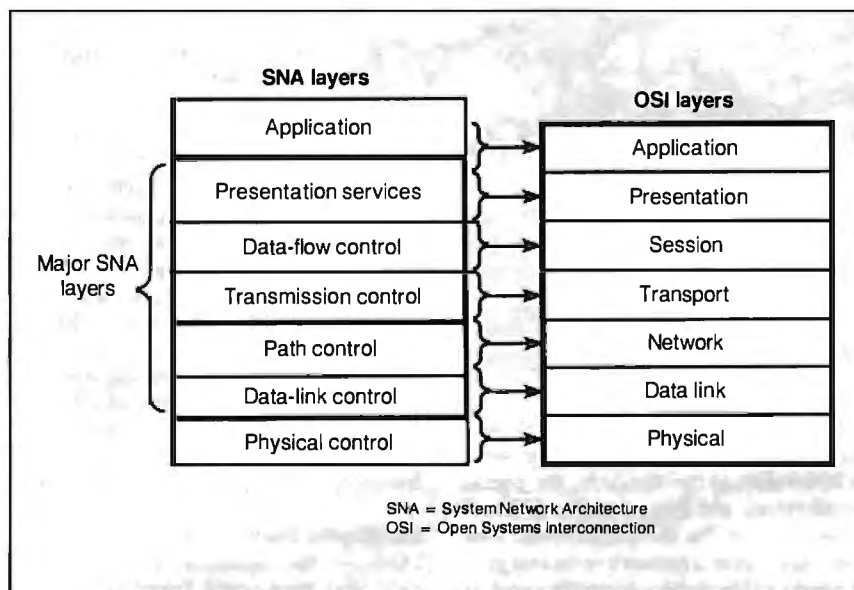 SNA layers
Application
Presentation services
Data-flow control
Transmission control
Path control
Data-link control
Physical control
Major SNA
layers
OSI layers
Application
Presentation
Session
Transport
Network
Data link
Physical
SNA = System Network Architecture
OSI = Open Systems Interconnection